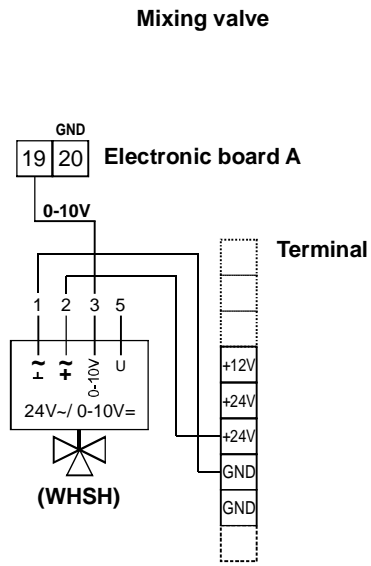 Mixing valve
GND
19 20 Electronic board A
0-10V
Terminal
1 2 3 5
+12V
+24V
+24V
GND
GND
⊥ ~ + ~ 0-10V U
24V~/ 0-10V=
(WHSH)